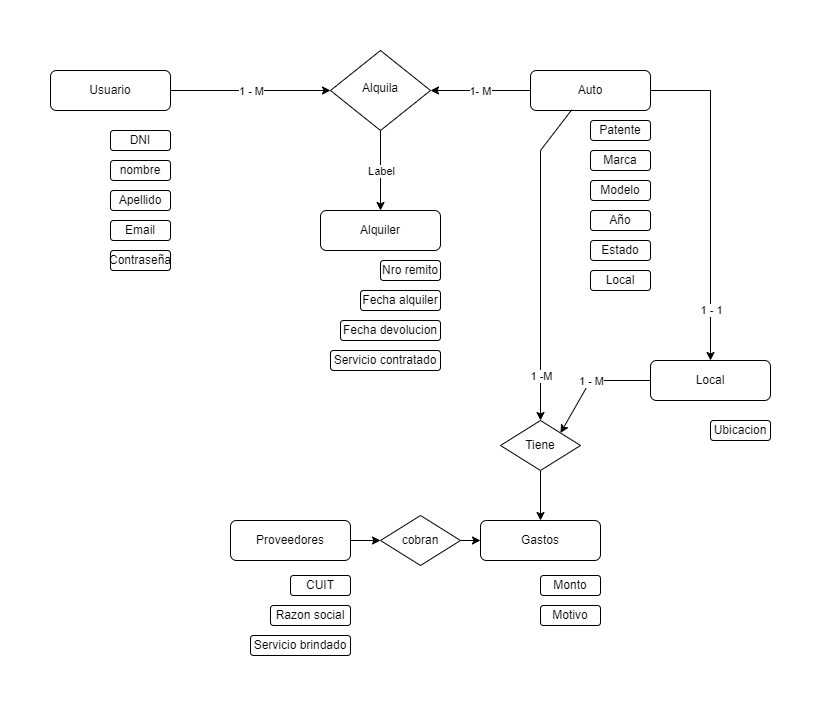 Usuario
1 - M
Alquila
1- M
Auto
DNI
nombre
Apellido
Email
Contraseña
Patente
Marca
Modelo
Año
Estado
Local
Label
Alquiler
Nro remito
Fecha alquiler
Fecha devolucion
Servicio contratado
1 - 1
1 -M
1 - M
Local
Ubicacion
Tiene
Proveedores
cobran
Gastos
CUIT
Razon social
Servicio brindado
Monto
Motivo